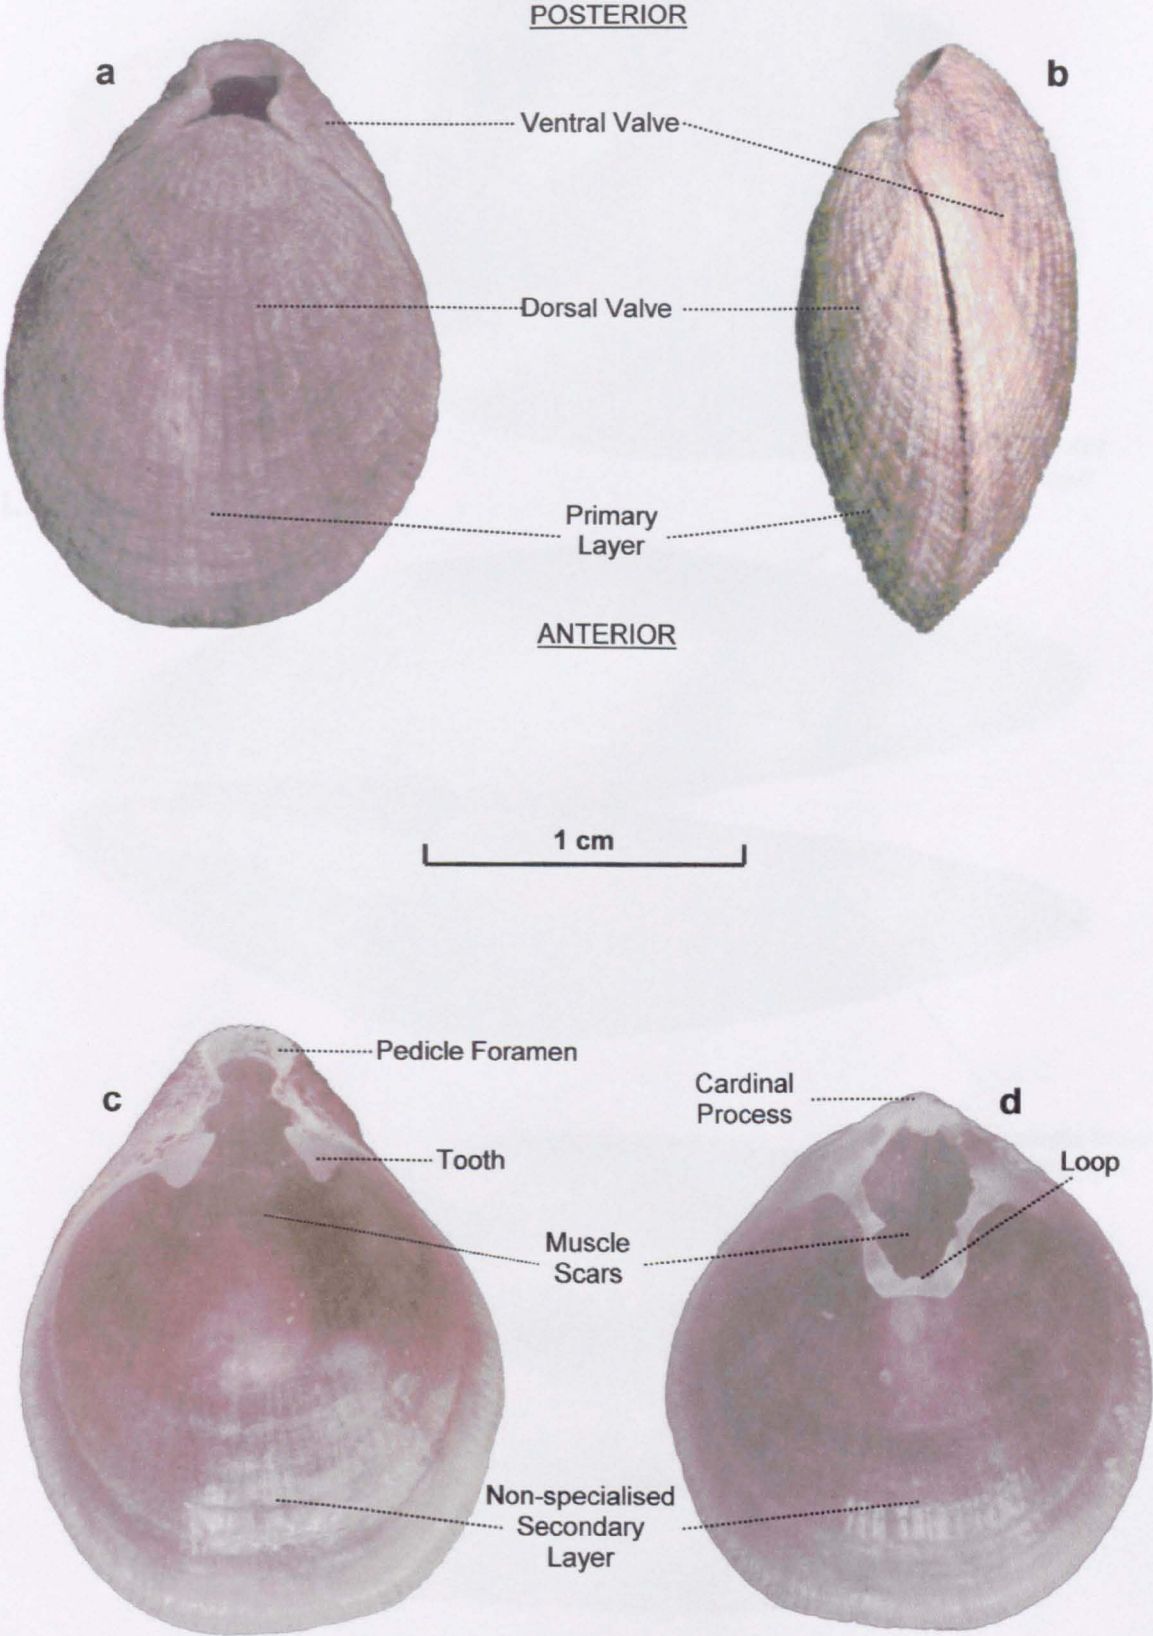 POSTERIOR
a
b
Ventral Valve
Dorsal Valve
Primary
Layer
ANTERIOR
1 cm
Pedicle Foramen
c
Cardinal
Process
d
Tooth
Loop
Muscle
Scars
Non-specialised
Secondary
Layer